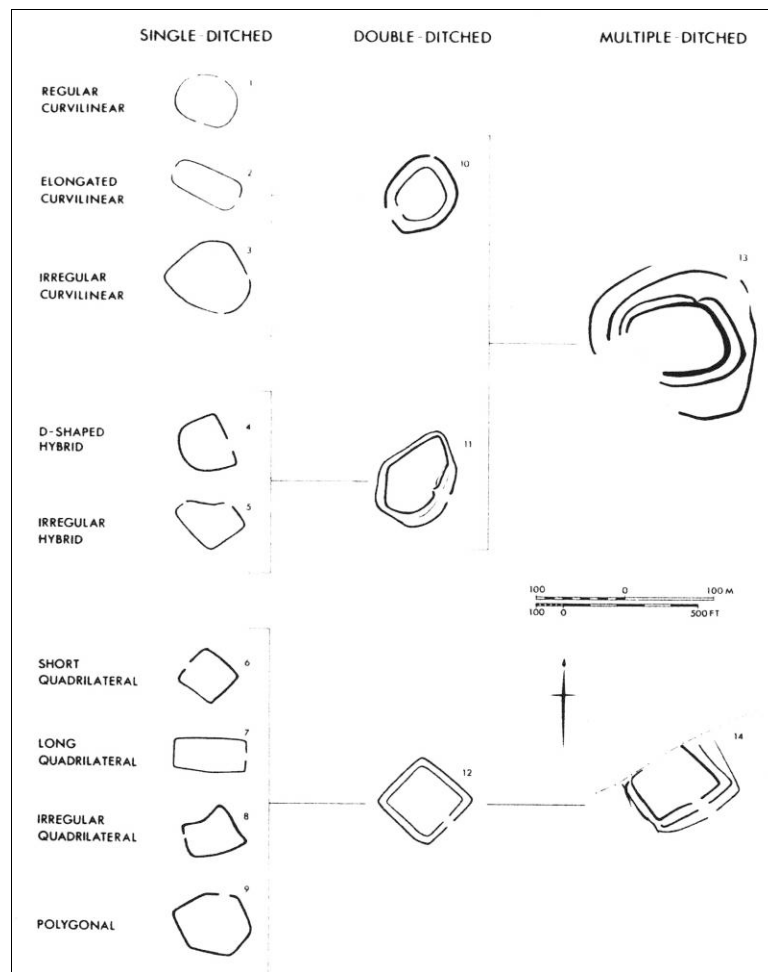 SINGLE-DITCHED DOUBLE-DITCHED MULTIPLE-DITCHED
REGULAR
CURVILINEAR
1
ELONGATED
CURVILINEAR
2
10
IRREGULAR
CURVILINEAR
3
13
D-SHAPED
HYBRID
4
11
IRREGULAR
HYBRID
5
100 0 100 M
100 0 500 FT
SHORT
QUADRILATERAL
6
LONG
QUADRILATERAL
7
12
14
IRREGULAR
QUADRILATERAL
8
POLYGONAL
9